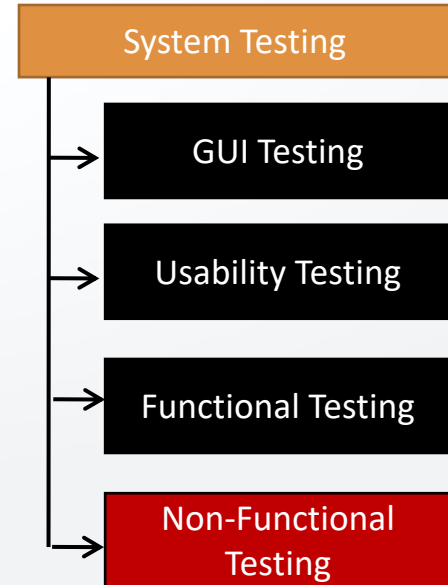 System Testing
GUI Testing
Usability Testing
Functional Testing
Non-Functional
Testing